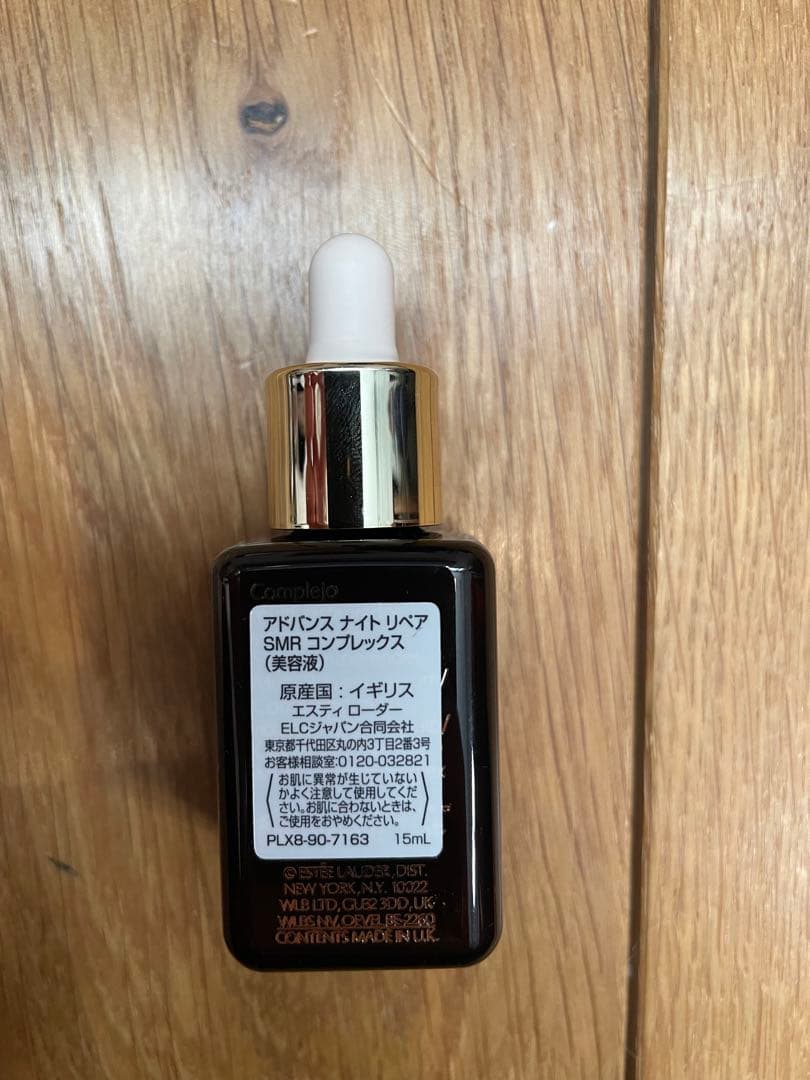 Complejo
アドバンス ナイト リペア
SMR コンプレックス
(美容液)
原産国 : イギリス
エスティ ローダー
ELCジャパン合同会社
東京都千代田区丸の内3丁目2番3号
お客様相談室:0120-032821
お肌に異常が生じていない
かよく注意して使用してくだ
さい。お肌に合わないときは、
ご使用をおやめください。
PLX8-90-7163 15mL
© ESTĒE LAUDER, DIST.
NEW YORK, N.Y. 10022
WLB LTD, GU32 3DD, UK
WLBS NV, OEVEL BE-2260
CONTENTS MADE IN U.K.